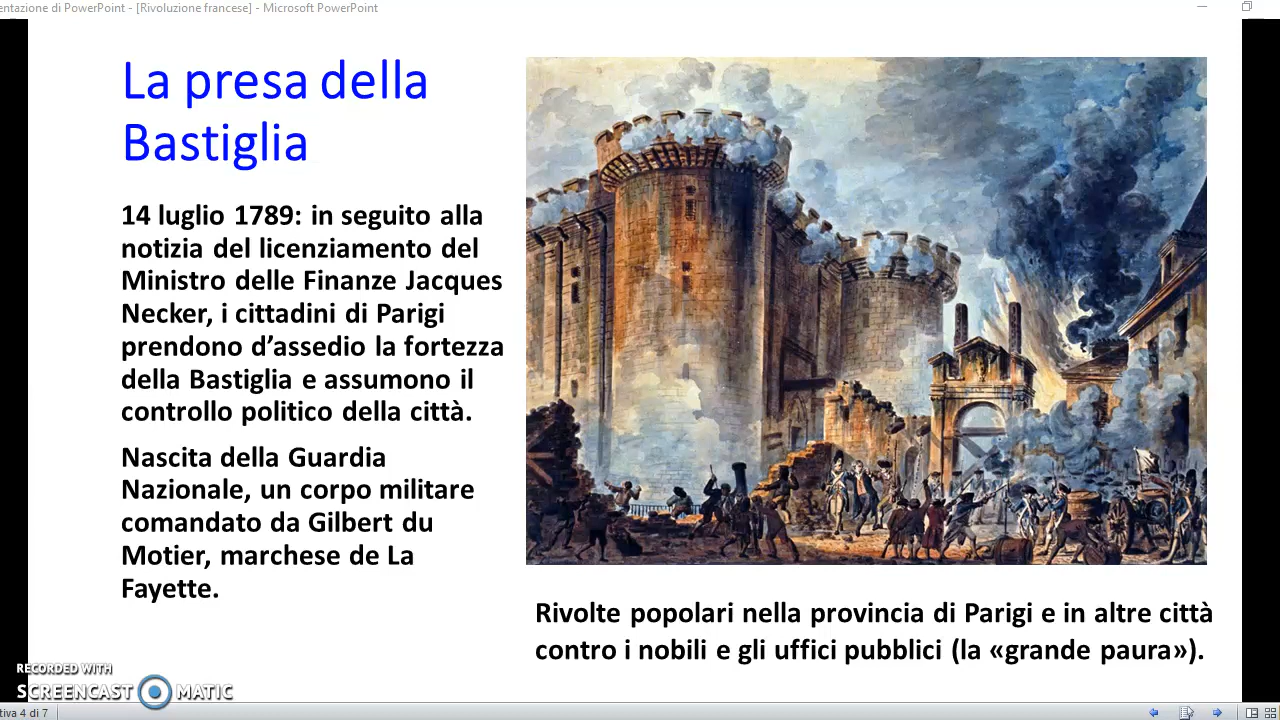 entazione di PowerPoint - [Rivoluzione francese] - Microsoft PowerPoint
La presa della
Bastiglia
14 luglio 1789: in seguito alla
notizia del licenziamento del
Ministro delle Finanze Jacques
Necker, i cittadini di Parigi
prendono d’assedio la fortezza
della Bastiglia e assumono il
controllo politico della città.
Nascita della Guardia
Nazionale, un corpo militare
comandato da Gilbert du
Motier, marchese de La
Fayette.
Rivolte popolari nella provincia di Parigi e in altre città
contro i nobili e gli uffici pubblici (la «grande paura»).
RECORDED WITH
SCREENCAST MATIC
tiva 4 di 7